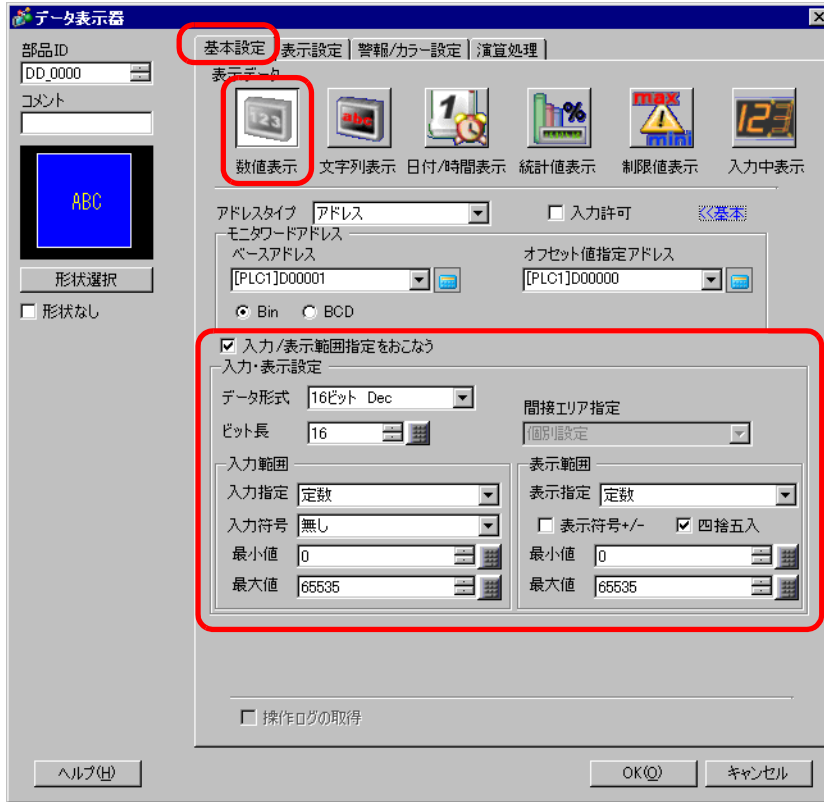 データ表示器
部品ID
DD_0000
コメント
ABC
形状選択
形状なし
基本設定 表示設定 警報/カラー設定 演算処理
表示データ
123 abc 1 % max mini 123
数値表示 文字列表示 日付/時間表示 統計値表示 制限値表示 入力中表示
アドレスタイプ アドレス 入力許可 <<基本
モニタワードアドレス
ベースアドレス オフセット値指定アドレス
[PLC1]D00001 [PLC1]D00000
Bin BCD
入力/表示範囲指定をおこなう
入力・表示設定
データ形式 16ビット Dec
間接エリア指定
ビット長 16 個別設定
入力範囲 表示範囲
入力指定 定数 表示指定 定数
入力符号 無し 表示符号+/- 四捨五入
最小値 0 最小値 0
最大値 65535 最大値 65535
操作ログの取得
ヘルプ(H) OK(O) キャンセル